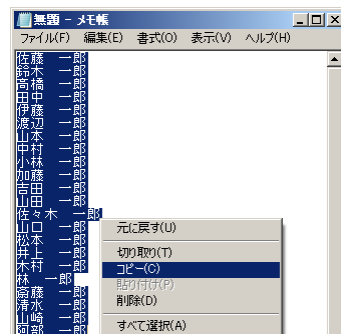 無題 - メモ帳
ファイル(F) 編集(E) 書式(O) 表示(V) ヘルプ(H)
佐藤 一郎
鈴木 一郎
高橋 一郎
田中 一郎
伊藤 一郎
渡辺 一郎
山本 一郎
中村 一郎
小林 一郎
加藤 一郎
吉田 一郎
山田 一郎
佐々木 一郎
山口 一郎
松本 一郎
井上 一郎
木村 一郎
林 一郎
斎藤 一郎
清水 一郎
山崎 一郎
阿部 一郎
元に戻す(U)
切り取り(T)
コピー(C)
貼り付け(P)
削除(D)
すべて選択(A)